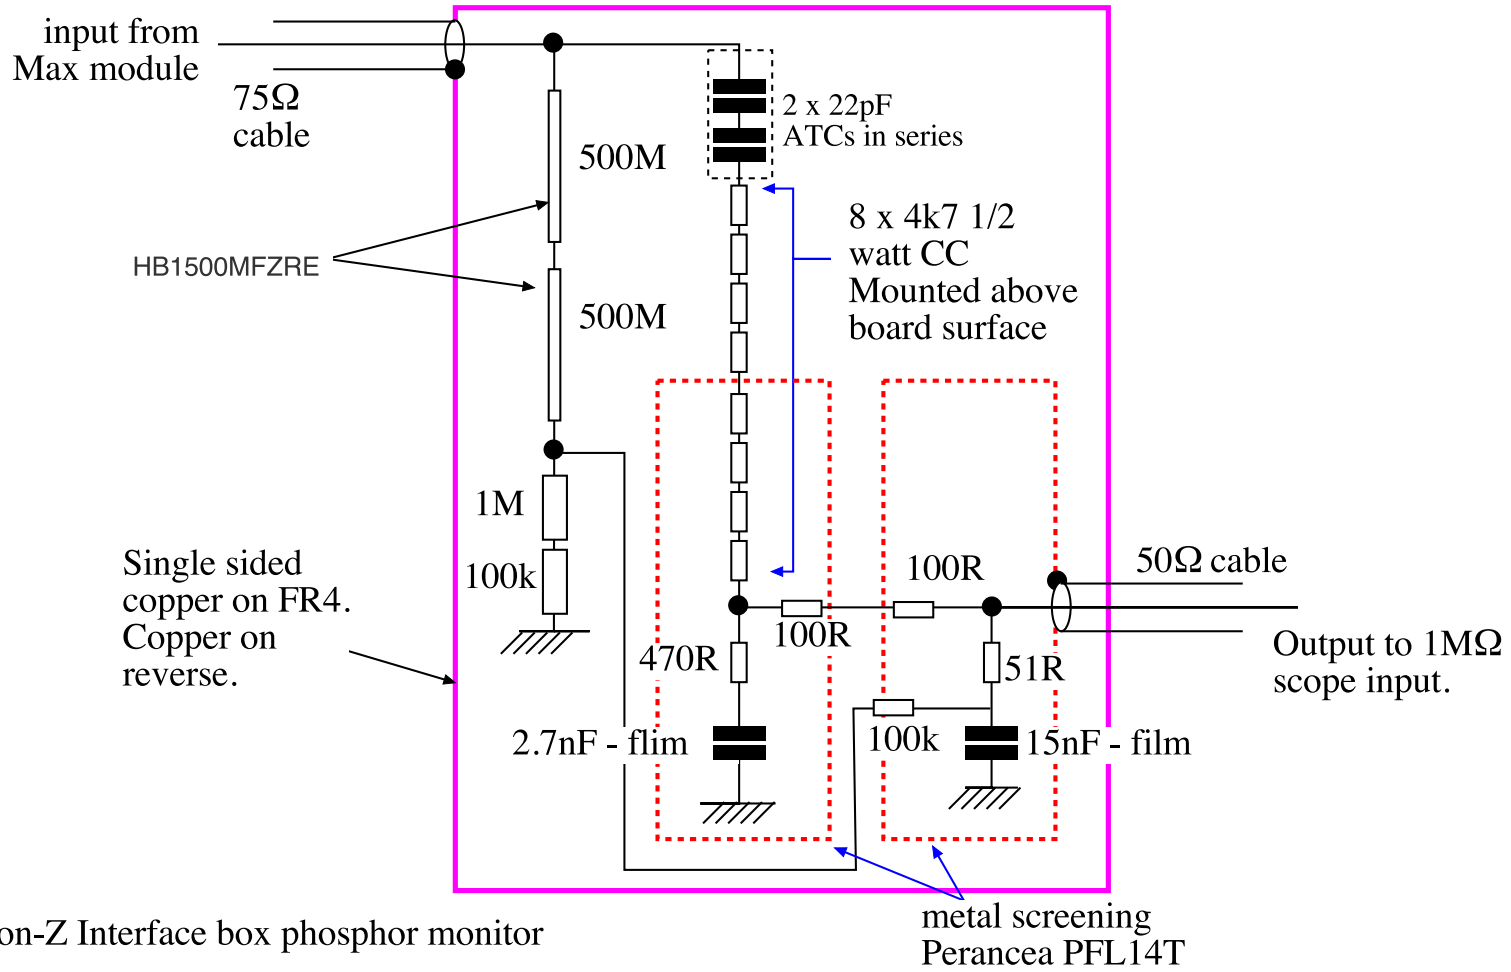 input from
Max module
75Ω
cable
2 x 22pF
ATCs in series
500M
8 x 4k7 1/2
watt CC
Mounted above
board surface
HB1500MFZRE
500M
1M
100k
Single sided
copper on FR4.
Copper on
reverse.
100R
50Ω cable
100R
470R
51R
Output to 1MΩ
scope input.
2.7nF - flim
100k
15nF - film
metal screening
Perancea PFL14T
on-Z Interface box phosphor monitor